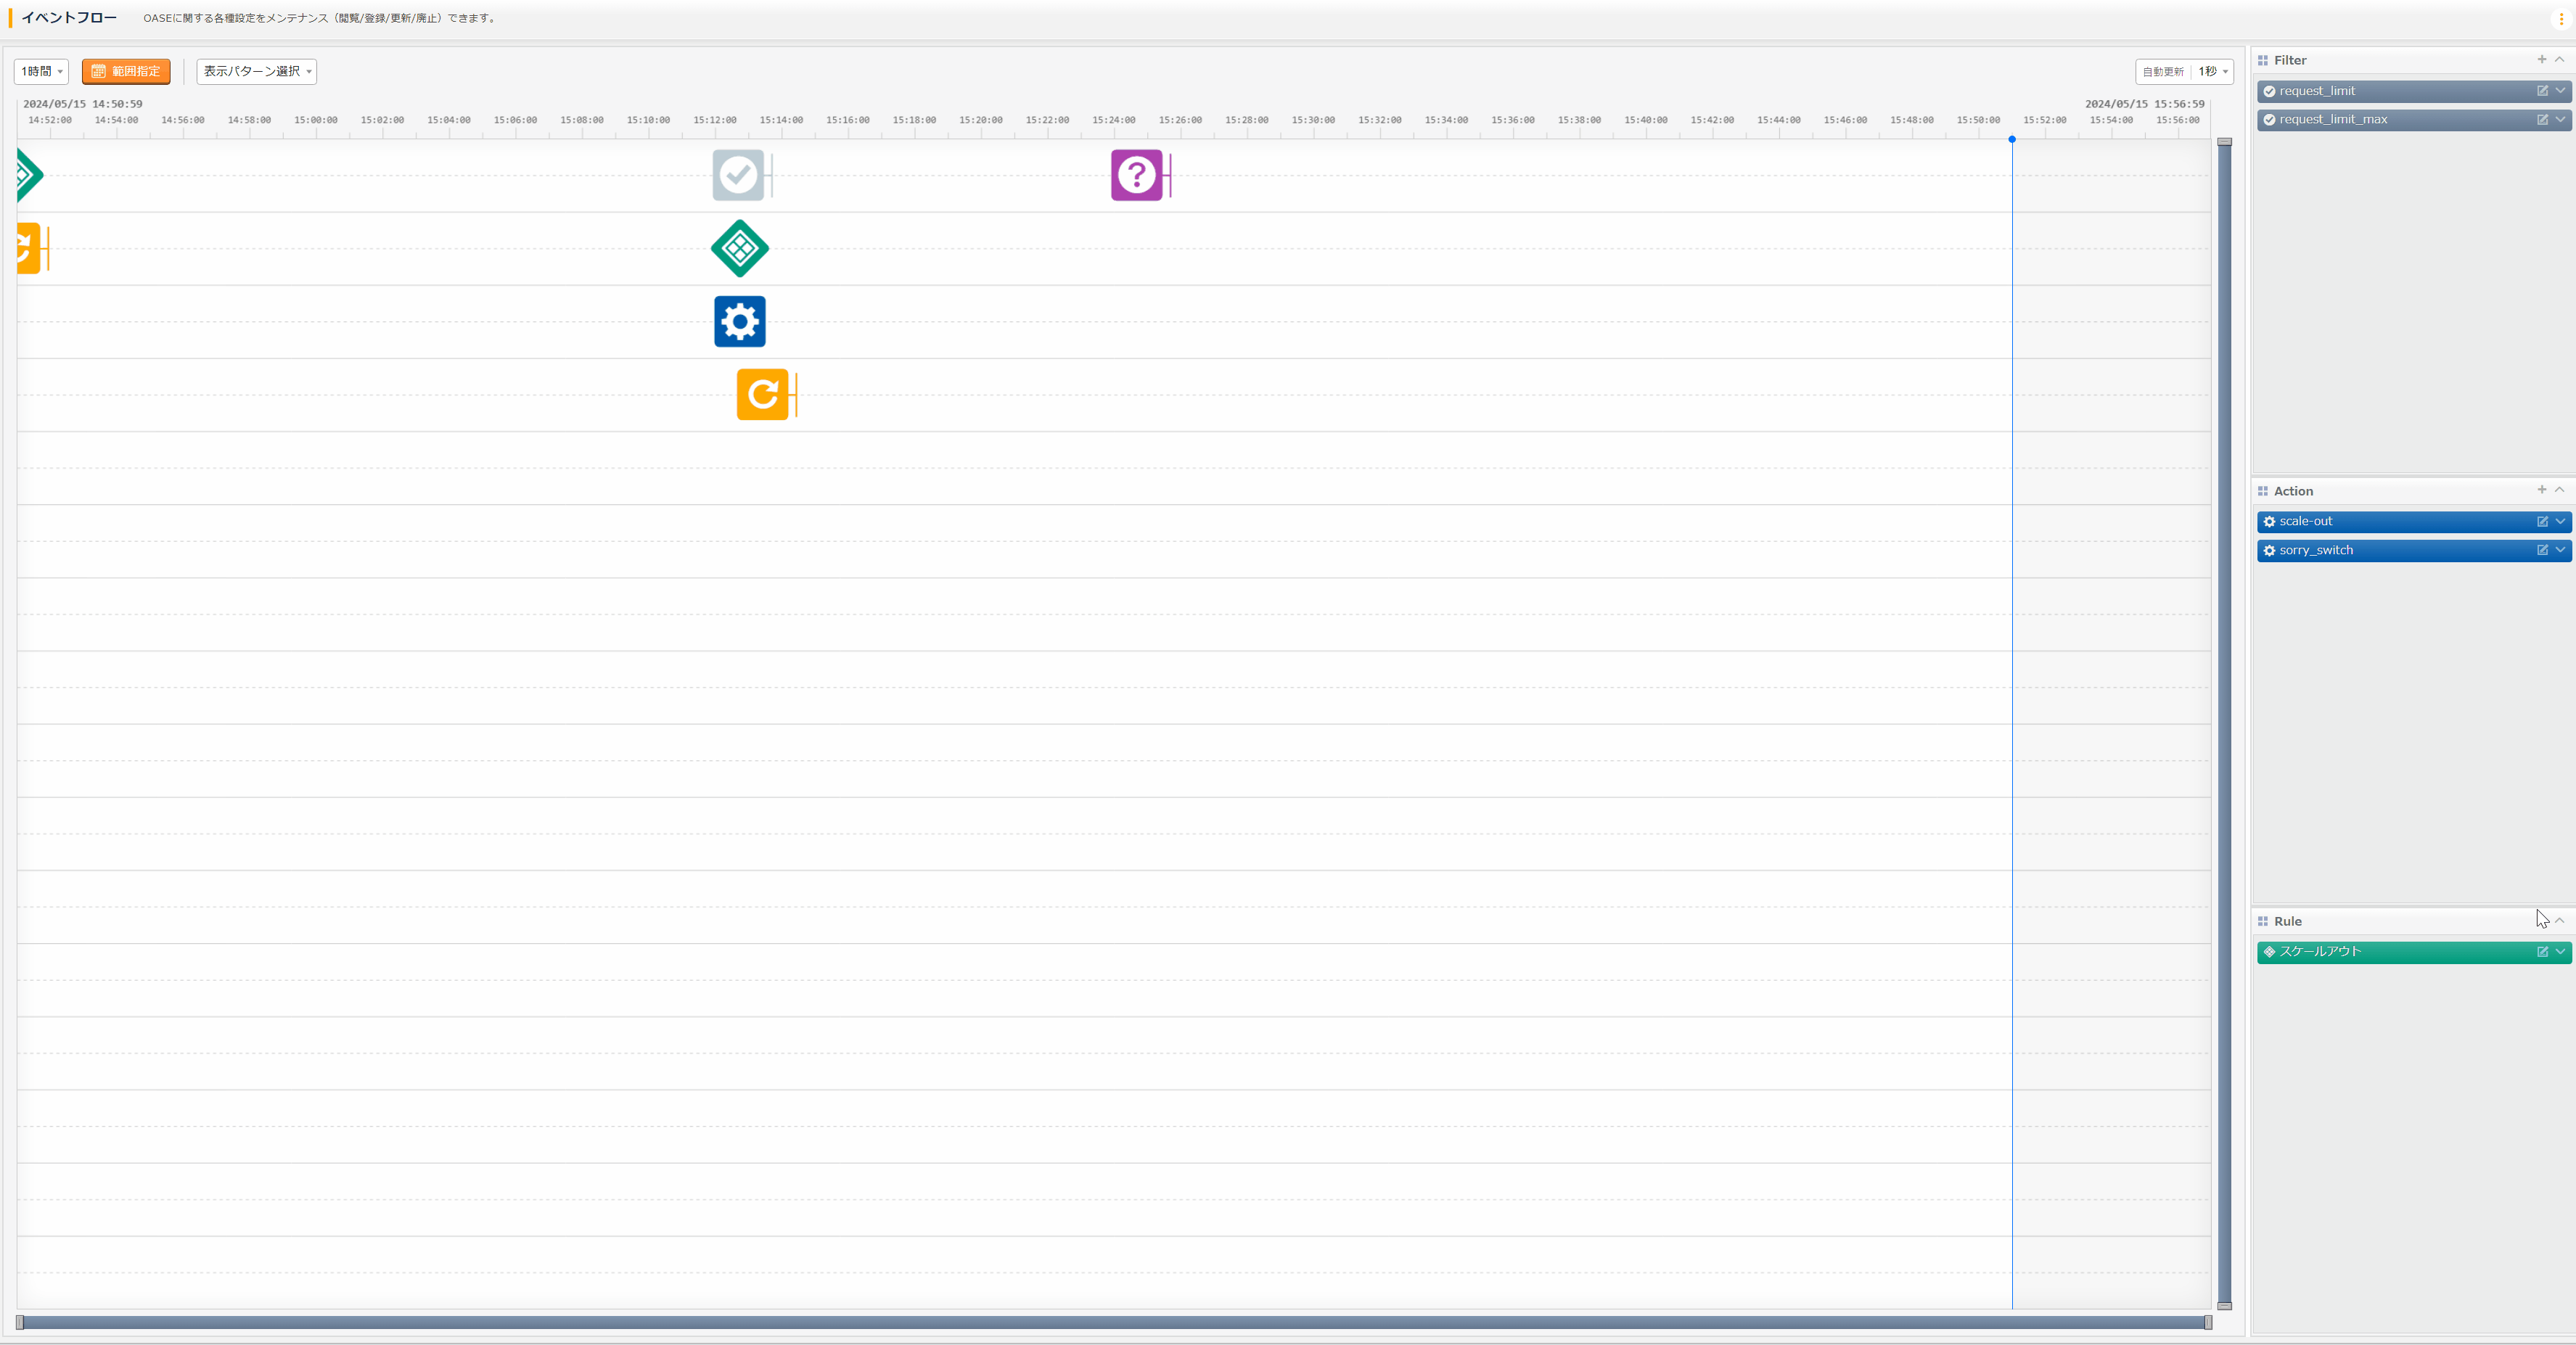 イベントフロー OASEに関する各種設定をメンテナンス（閲覧/登録/更新/廃止）できます。
1時間 範囲指定 表示パターン選択 自動更新 1秒
2024/05/15 14:50:59 2024/05/15 15:56:59
14:52:00 14:54:00 14:56:00 14:58:00 15:00:00 15:02:00 15:04:00 15:06:00 15:08:00 15:10:00 15:12:00 15:14:00 15:16:00 15:18:00 15:20:00 15:22:00 15:24:00 15:26:00 15:28:00 15:30:00 15:32:00 15:34:00 15:36:00 15:38:00 15:40:00 15:42:00 15:44:00 15:46:00 15:48:00 15:50:00 15:52:00 15:54:00 15:56:00
Filter
request_limit
request_limit_max
Action
scale-out
sorry_switch
Rule
スケールアウト